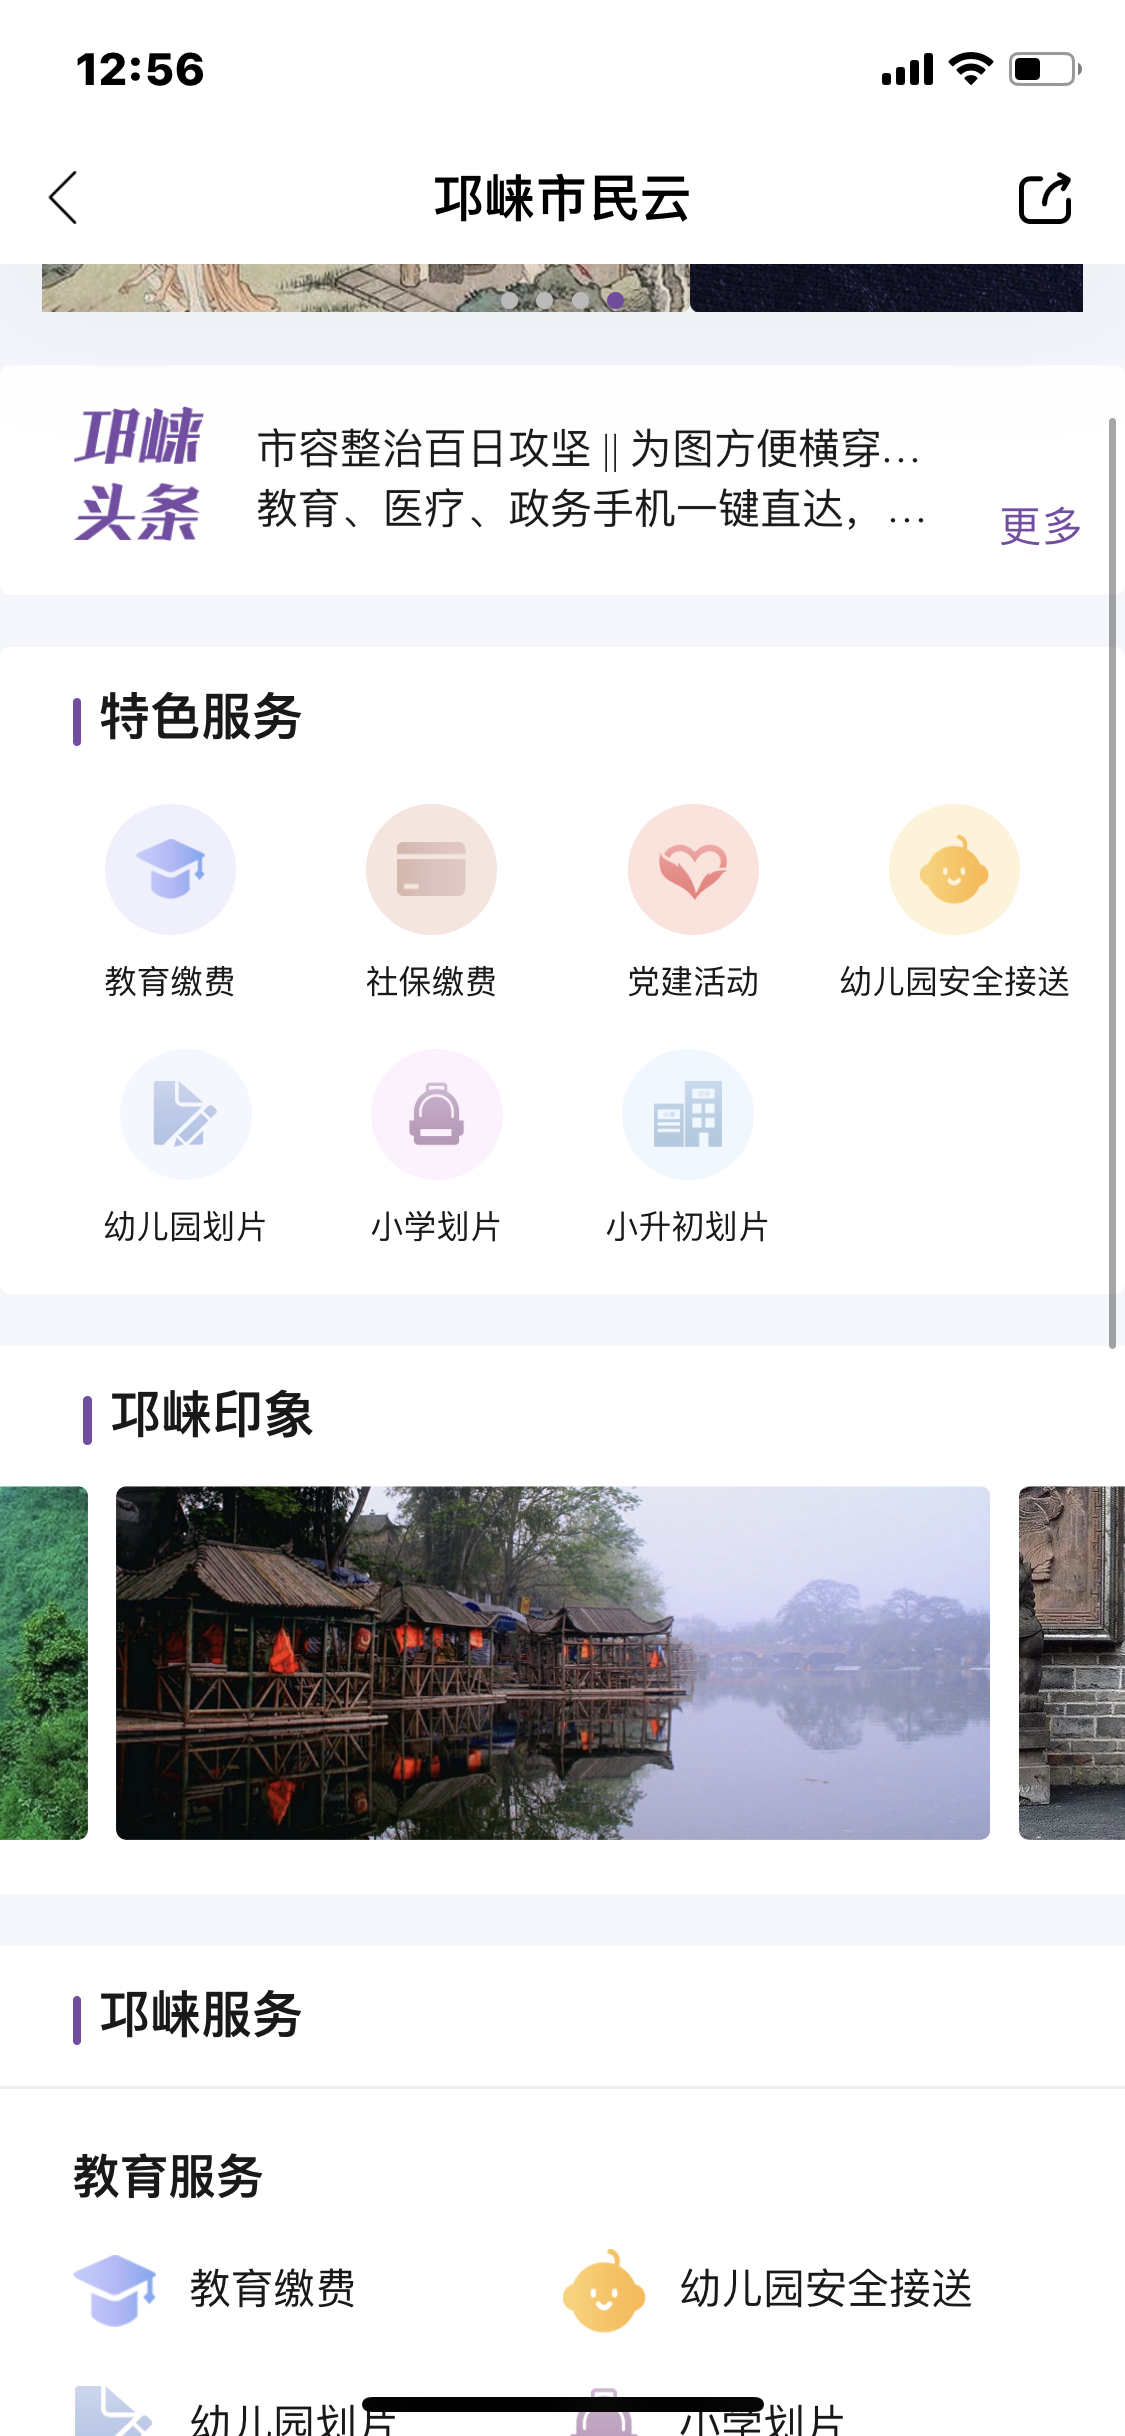 12:56
邛崃市民云
邛崃
头条
市容整治百日攻坚 || 为图方便横穿...
教育、医疗、政务手机一键直达，...
更多
特色服务
教育缴费
社保缴费
党建活动
幼儿园安全接送
幼儿园划片
小学划片
小升初划片
邛崃印象
邛崃服务
教育服务
教育缴费
幼儿园安全接送
幼儿园划片
小学划片